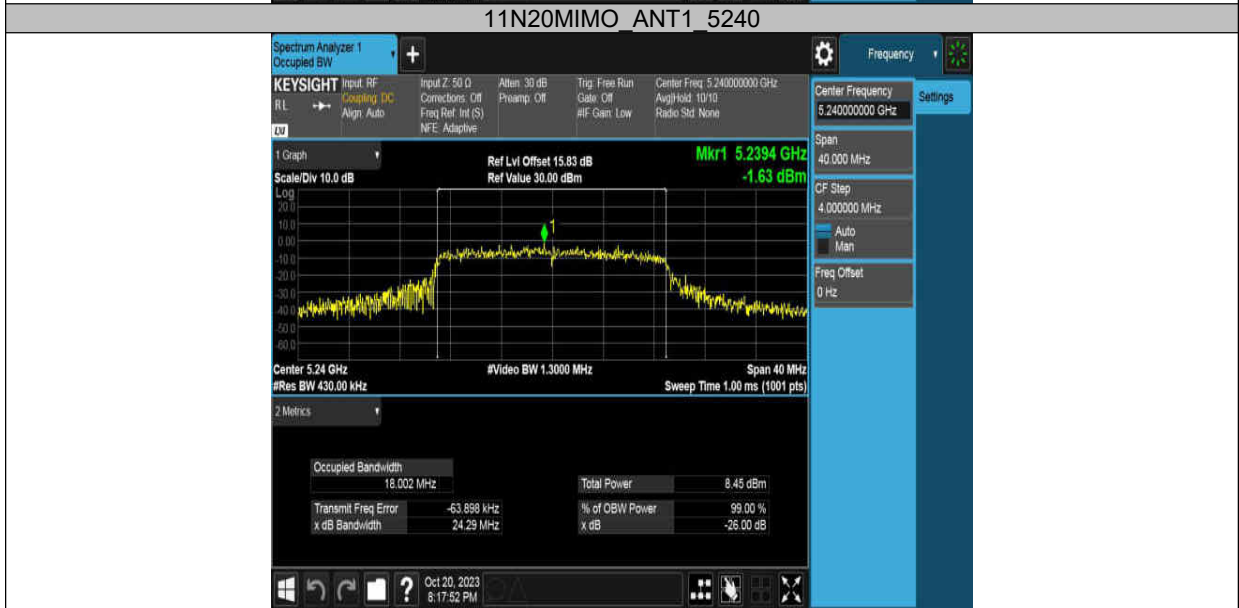 11N20MIMO_ANT1_5240
Spectrum Analyzer 1
Occupied BW
+
Frequency
KEYSIGHT
Input: RF
Coupling: DC
Align: Auto
RL
LXI
Input Z: 50 Ω
Corrections: Off
Freq Ref: Int (S)
NFE: Adaptive
Atten: 30 dB
Preamp: Off
Trig: Free Run
Gate: Off
#IF Gain: Low
Center Freq: 5.240000000 GHz
Avg|Hold: 10/10
Radio Std: None
Center Frequency
5.240000000 GHz
Settings
Span
40.000 MHz
CF Step
4.000000 MHz
Auto
Man
Freq Offset
0 Hz
1 Graph
Scale/Div 10.0 dB
Ref Lvl Offset 15.83 dB
Ref Value 30.00 dBm
Mkr1 5.2394 GHz
-1.63 dBm
Log
20.0
10.0
0.00
-10.0
-20.0
-30.0
-40.0
-50.0
-60.0
1
Center 5.24 GHz
#Res BW 430.00 kHz
#Video BW 1.3000 MHz
Span 40 MHz
Sweep Time 1.00 ms (1001 pts)
2 Metrics
Occupied Bandwidth
18.002 MHz
Total Power 8.45 dBm
Transmit Freq Error -63.898 kHz
% of OBW Power 99.00 %
x dB Bandwidth 24.29 MHz
x dB -26.00 dB
?
Oct 20, 2023
8:17:52 PM